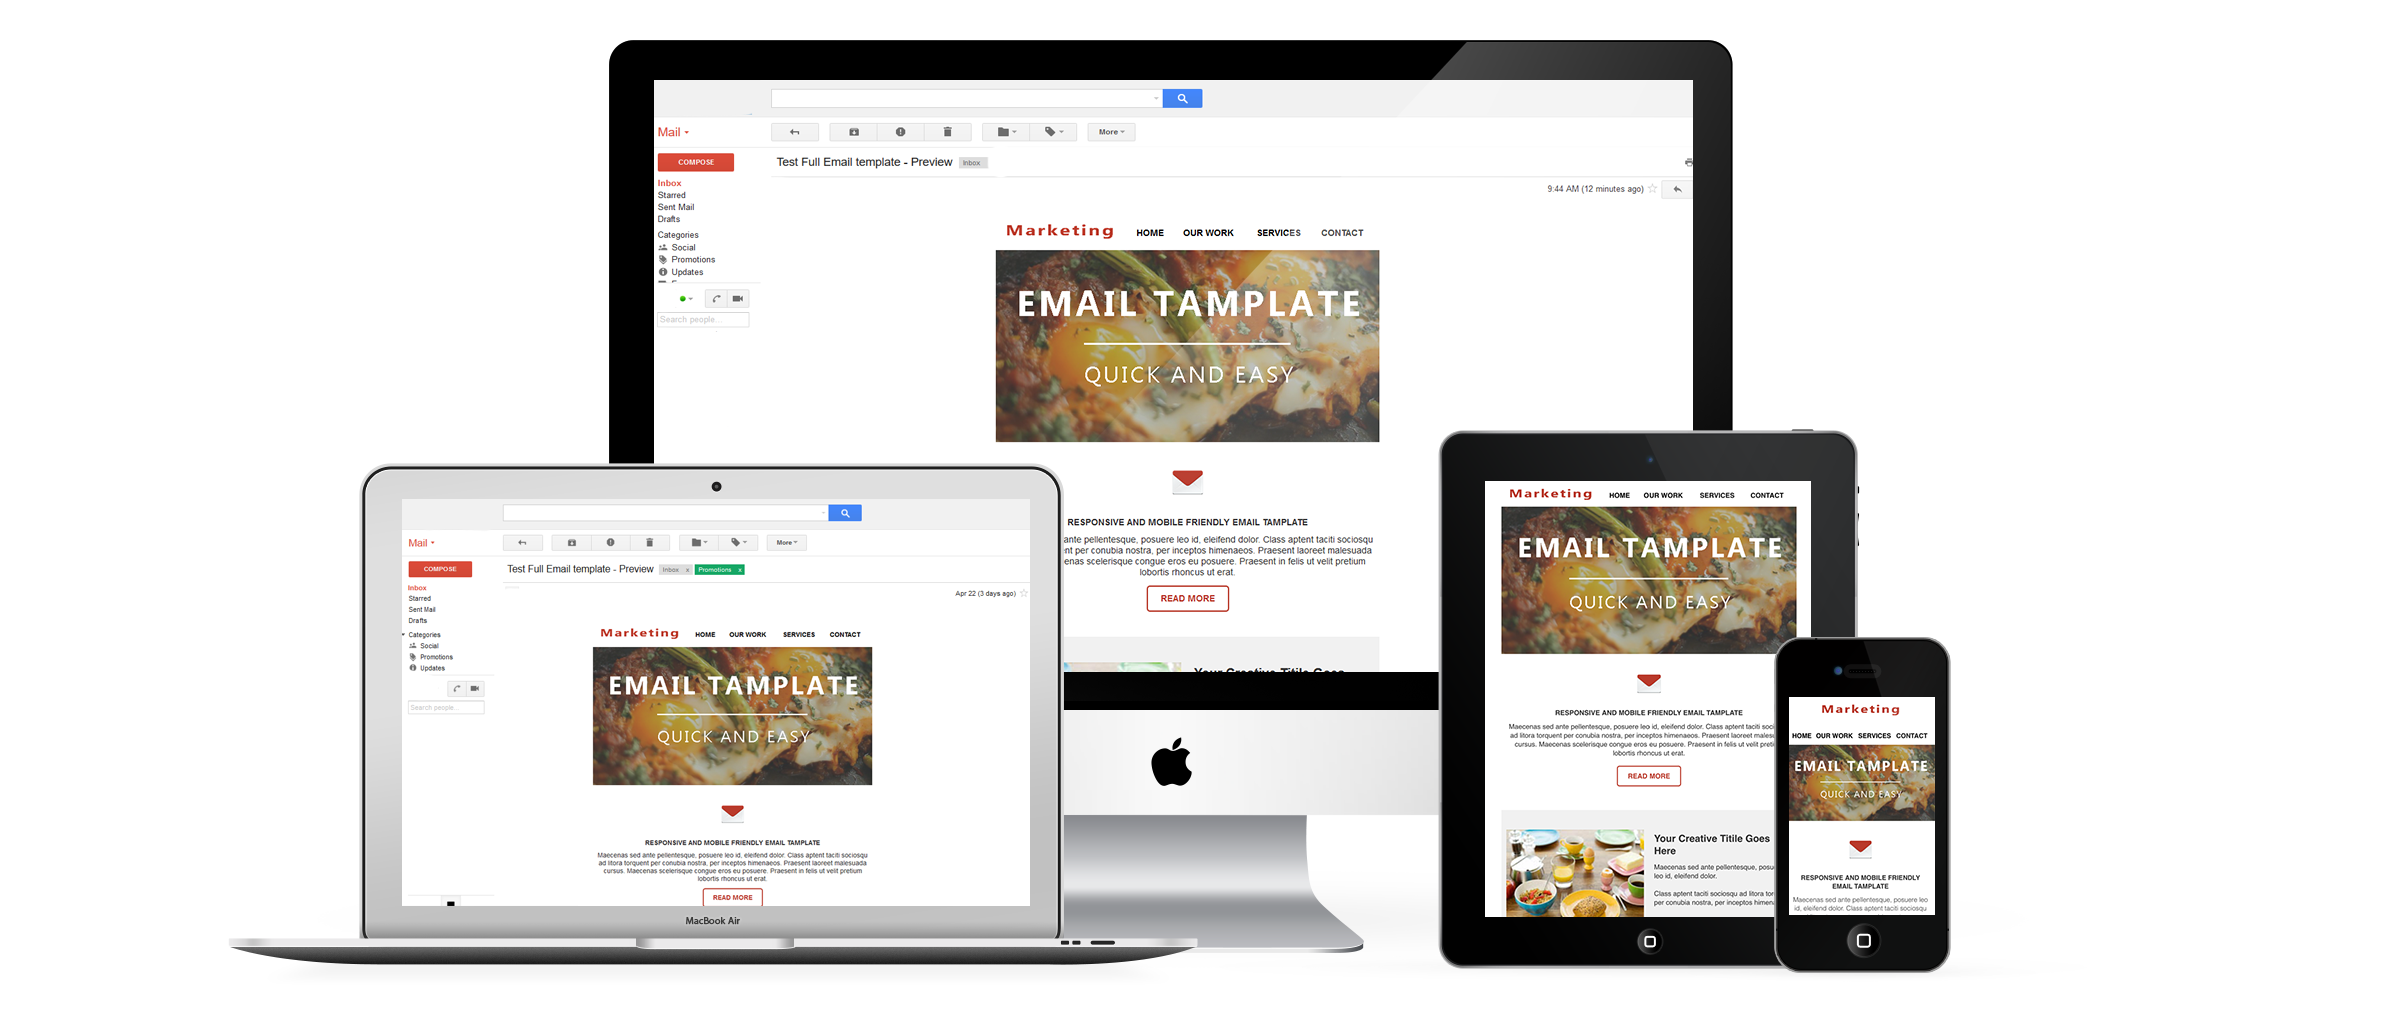 Mail
COMPOSE
Inbox
Starred
Sent Mail
Drafts
Categories
Social
Promotions
Updates
Search people...
More
Test Full Email template - Preview Inbox
9:44 AM (12 minutes ago)
Marketing HOME OUR WORK SERVICES CONTACT
EMAIL TAMPLATE
QUICK AND EASY
RESPONSIVE AND MOBILE FRIENDLY EMAIL TAMPLATE
ante pellentesque, posuere leo id, eleifend dolor. Class aptent taciti sociosqu
nt per conubia nostra, per inceptos himenaeos. Praesent laoreet malesuada
enas scelerisque congue eros eu posuere. Praesent in felis ut velit pretium
lobortis rhoncus ut erat.
READ MORE
Your Creative Titile Goes
Mail
COMPOSE
Inbox
Starred
Sent Mail
Drafts
Categories
Social
Promotions
Updates
Search people...
More
Test Full Email template - Preview Inbox x Promotions x
Apr 22 (3 days ago)
Marketing HOME OUR WORK SERVICES CONTACT
EMAIL TAMPLATE
QUICK AND EASY
RESPONSIVE AND MOBILE FRIENDLY EMAIL TAMPLATE
Maecenas sed ante pellentesque, posuere leo id, eleifend dolor. Class aptent taciti sociosqu
ad litora torquent per conubia nostra, per inceptos himenaeos. Praesent laoreet malesuada
cursus. Maecenas scelerisque congue eros eu posuere. Praesent in felis ut velit pretium
lobortis rhoncus ut erat.
READ MORE
MacBook Air
Marketing HOME OUR WORK SERVICES CONTACT
EMAIL TAMPLATE
QUICK AND EASY
RESPONSIVE AND MOBILE FRIENDLY EMAIL TAMPLATE
Maecenas sed ante pellentesque, posuere leo id, eleifend dolor. Class aptent taciti soci
ad litora torquent per conubia nostra, per inceptos himenaeos. Praesent laoreet males
cursus. Maecenas scelerisque congue eros eu posuere. Praesent in felis ut velit preti
lobortis rhoncus ut erat.
READ MORE
Your Creative Titile Goes
Here
Maecenas sed ante pellentesque, posu
leo id, eleifend dolor.
Class aptent taciti sociosqu ad litora tor
per conubia nostra, per inceptos himena
Marketing
HOME OUR WORK SERVICES CONTACT
EMAIL TAMPLATE
QUICK AND EASY
RESPONSIVE AND MOBILE FRIENDLY
EMAIL TAMPLATE
Maecenas sed ante pellentesque, posuere leo
id, eleifend dolor. Class aptent taciti sociosqu